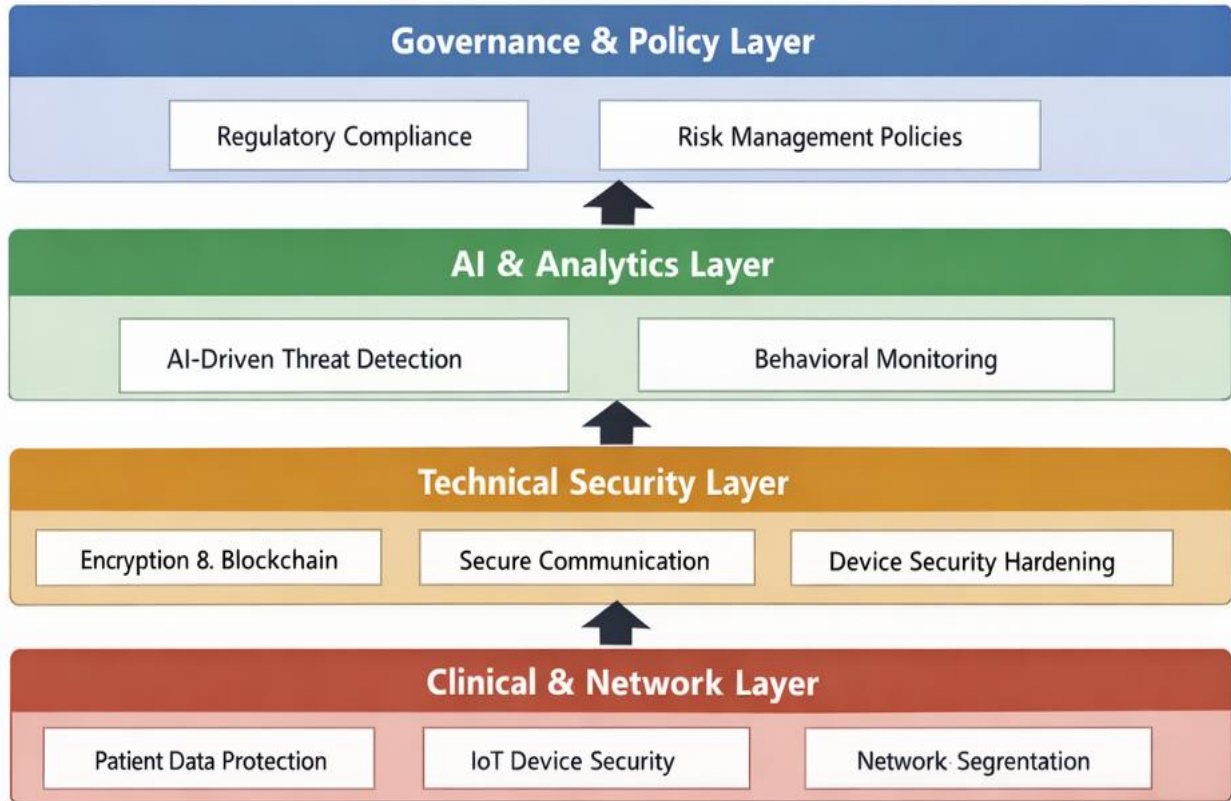 Governance & Policy Layer
Regulatory Compliance
Risk Management Policies
AI & Analytics Layer
AI-Driven Threat Detection
Behavioral Monitoring
Technical Security Layer
Encryption 8. Blockchain
Secure Communication
Device Security Hardening
Clinical & Network Layer
Patient Data Protection
IoT Device Security
Network Segrentation